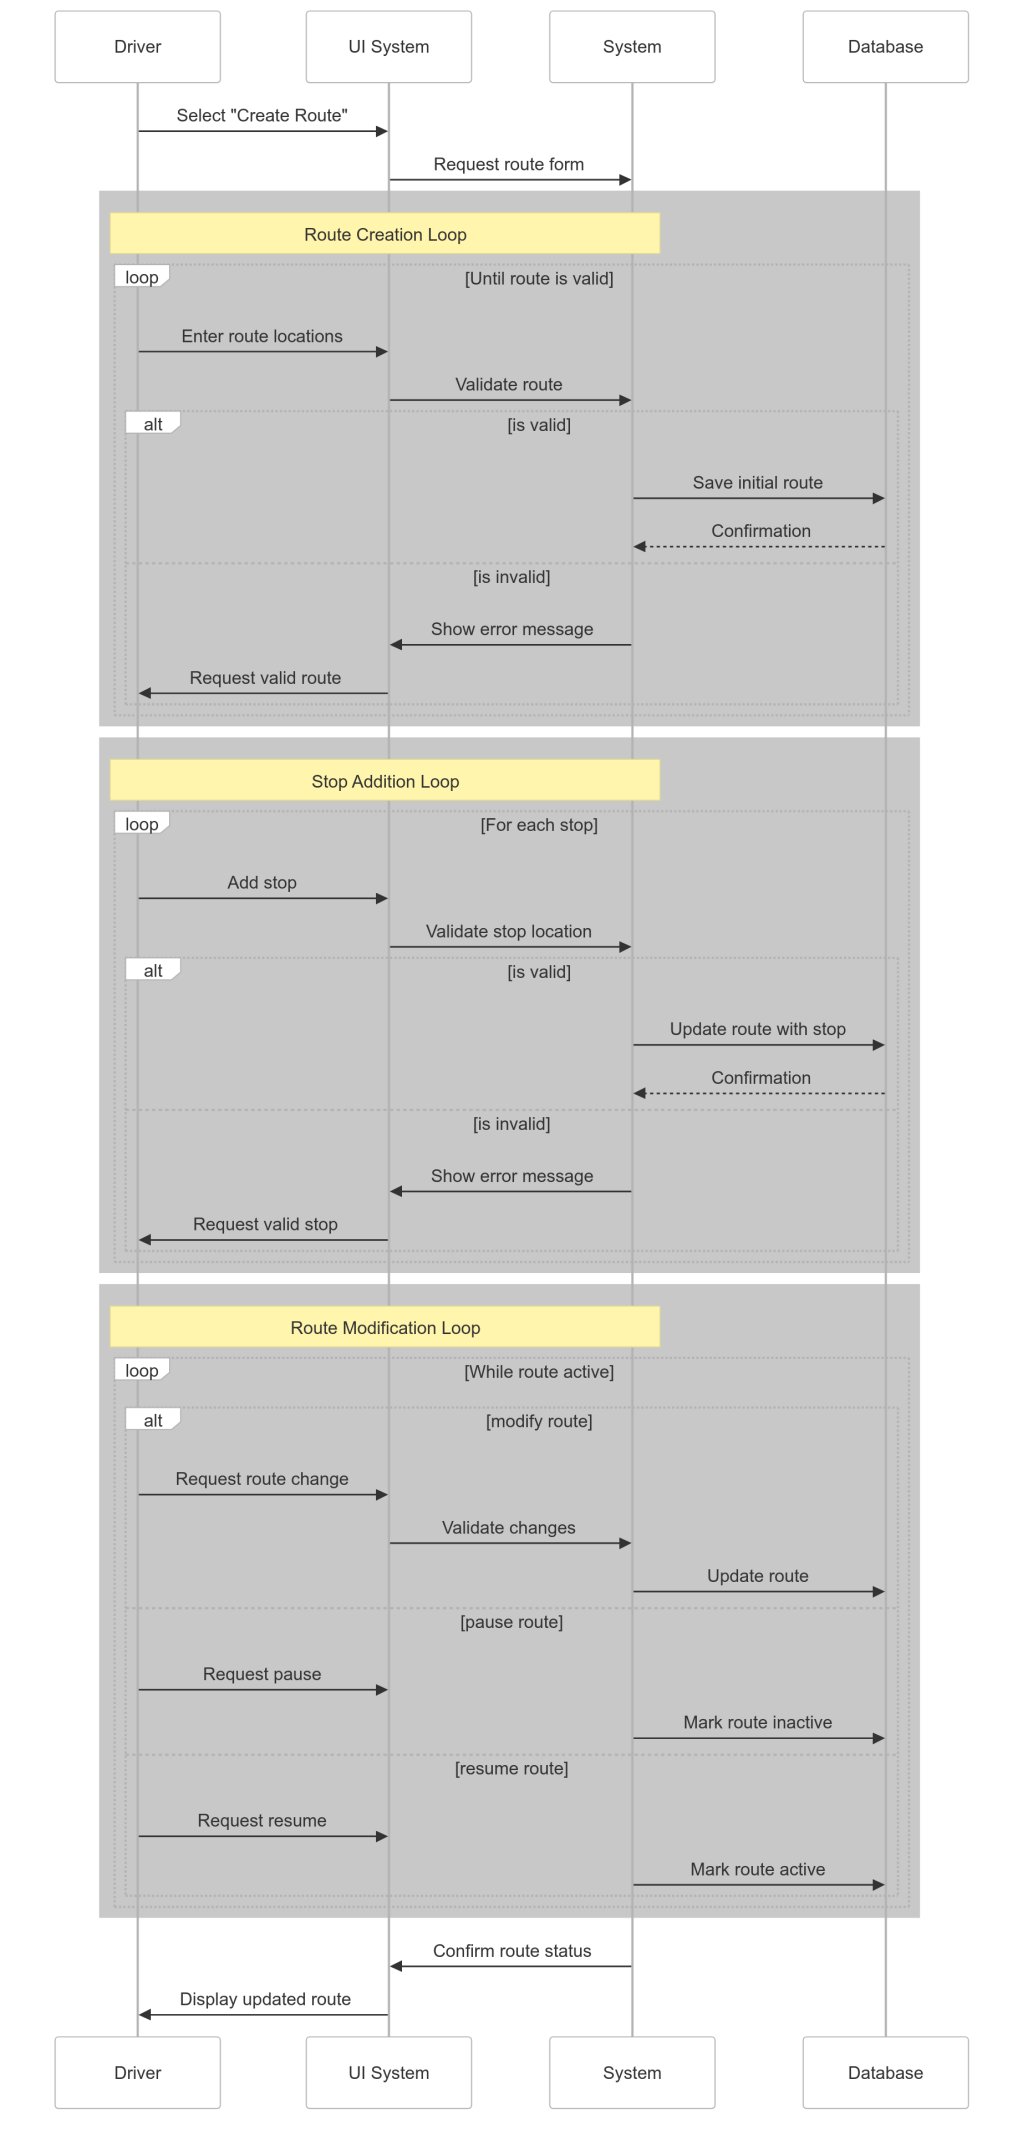 Driver
UI System
System
Database
Select "Create Route"
Request route form
Route Creation Loop
loop
[Until route is valid]
Enter route locations
Validate route
alt
[is valid]
Save initial route
Confirmation
[is invalid]
Show error message
Request valid route
Stop Addition Loop
loop
[For each stop]
Add stop
Validate stop location
alt
[is valid]
Update route with stop
Confirmation
[is invalid]
Show error message
Request valid stop
Route Modification Loop
loop
[While route active]
alt
[modify route]
Request route change
Validate changes
Update route
[pause route]
Request pause
Mark route inactive
[resume route]
Request resume
Mark route active
Confirm route status
Display updated route
Driver
UI System
System
Database